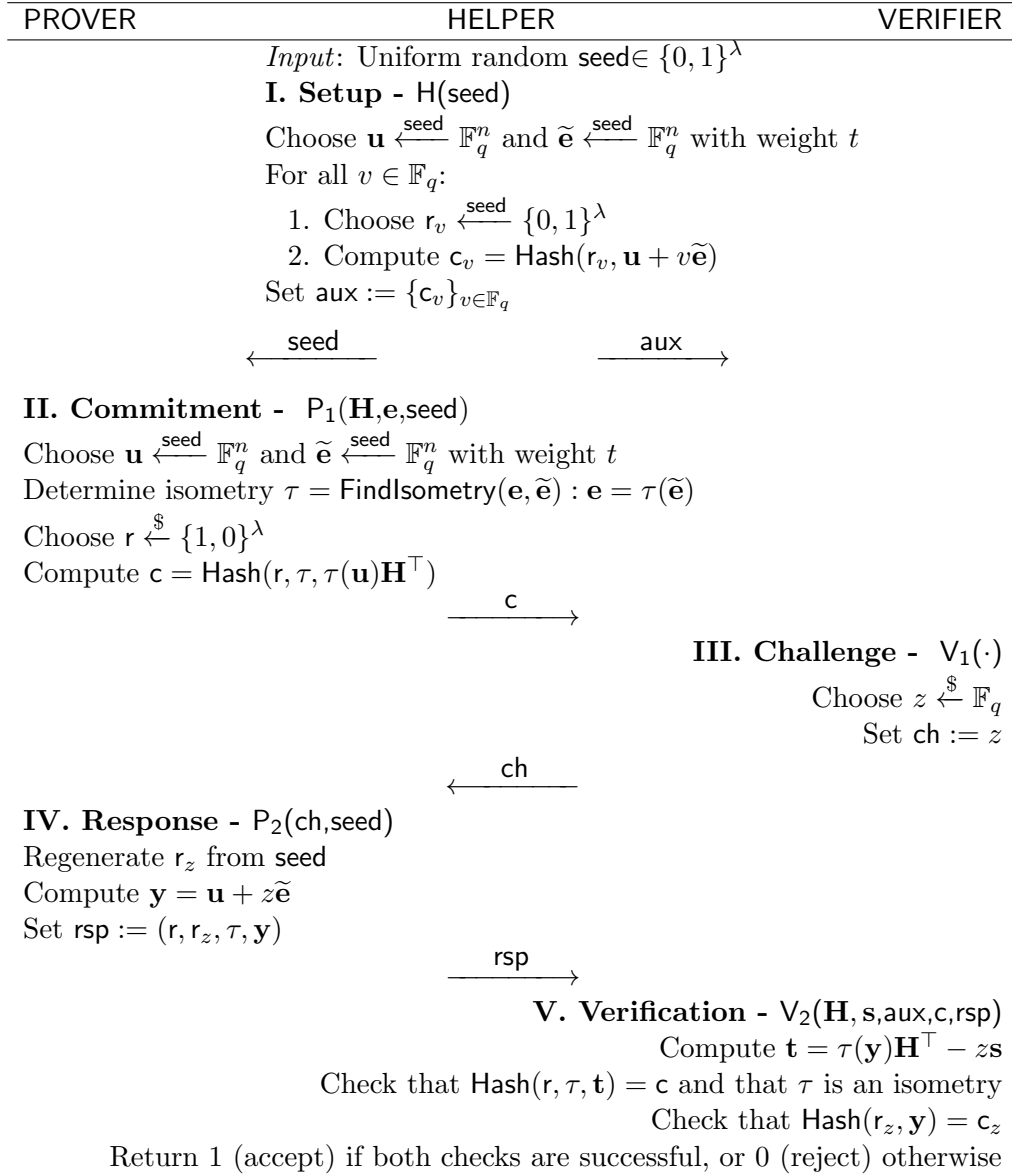 PROVER HELPER VERIFIER
Input: Uniform random seed∈ {0, 1}^λ
I. Setup - H(seed)
Choose u ←^seed 𝔽_q^n and ẽ ←^seed 𝔽_q^n with weight t
For all v ∈ 𝔽_q:
1. Choose r_v ←^seed {0, 1}^λ
2. Compute c_v = Hash(r_v, u + vẽ)
Set aux := {c_v}_{v∈𝔽_q}
seed aux
II. Commitment - P₁(H,e,seed)
Choose u ←^seed 𝔽_q^n and ẽ ←^seed 𝔽_q^n with weight t
Determine isometry τ = FindIsometry(e, ẽ) : e = τ(ẽ)
Choose r ←^$ {1, 0}^λ
Compute c = Hash(r, τ, τ(u)H^⊤)
c
III. Challenge - V₁(·)
Choose z ←^$ 𝔽_q
Set ch := z
ch
IV. Response - P₂(ch,seed)
Regenerate r_z from seed
Compute y = u + zẽ
Set rsp := (r, r_z, τ, y)
rsp
V. Verification - V₂(H, s,aux,c,rsp)
Compute t = τ(y)H^⊤ − zs
Check that Hash(r, τ, t) = c and that τ is an isometry
Check that Hash(r_z, y) = c_z
Return 1 (accept) if both checks are successful, or 0 (reject) otherwise